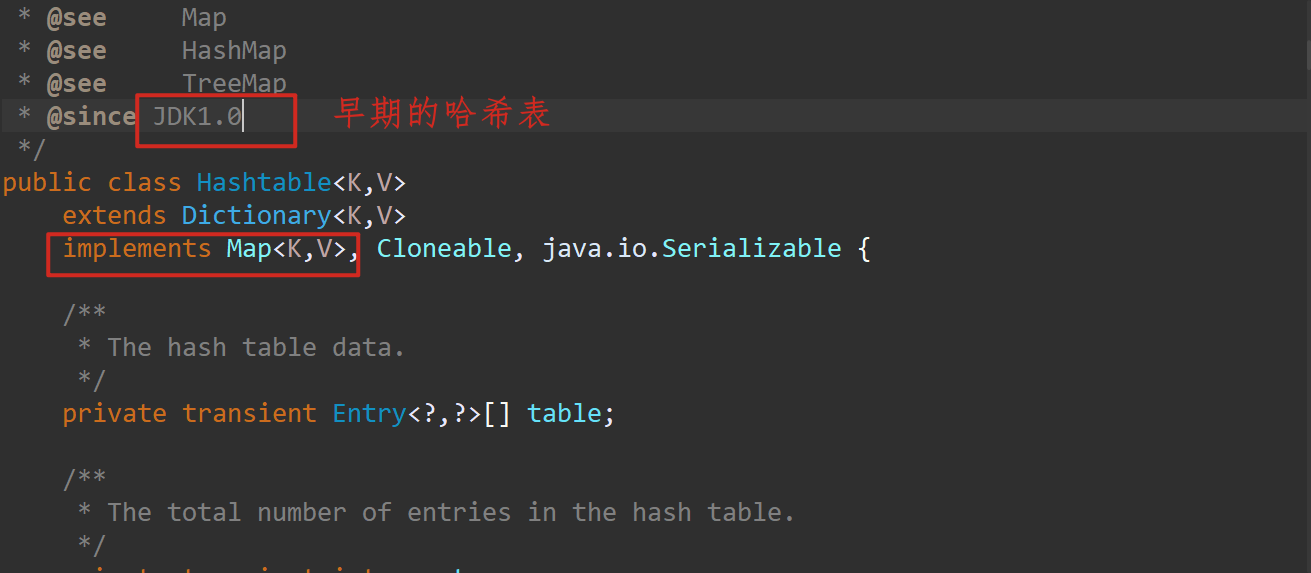 * @see     Map
* @see     HashMap
* @see     TreeMap
* @since JDK1.0 早期的哈希表
*/
public class Hashtable<K,V>
extends Dictionary<K,V>
implements Map<K,V>, Cloneable, java.io.Serializable {
/**
* The hash table data.
*/
private transient Entry<?,?>[] table;
/**
* The total number of entries in the hash table.
*/